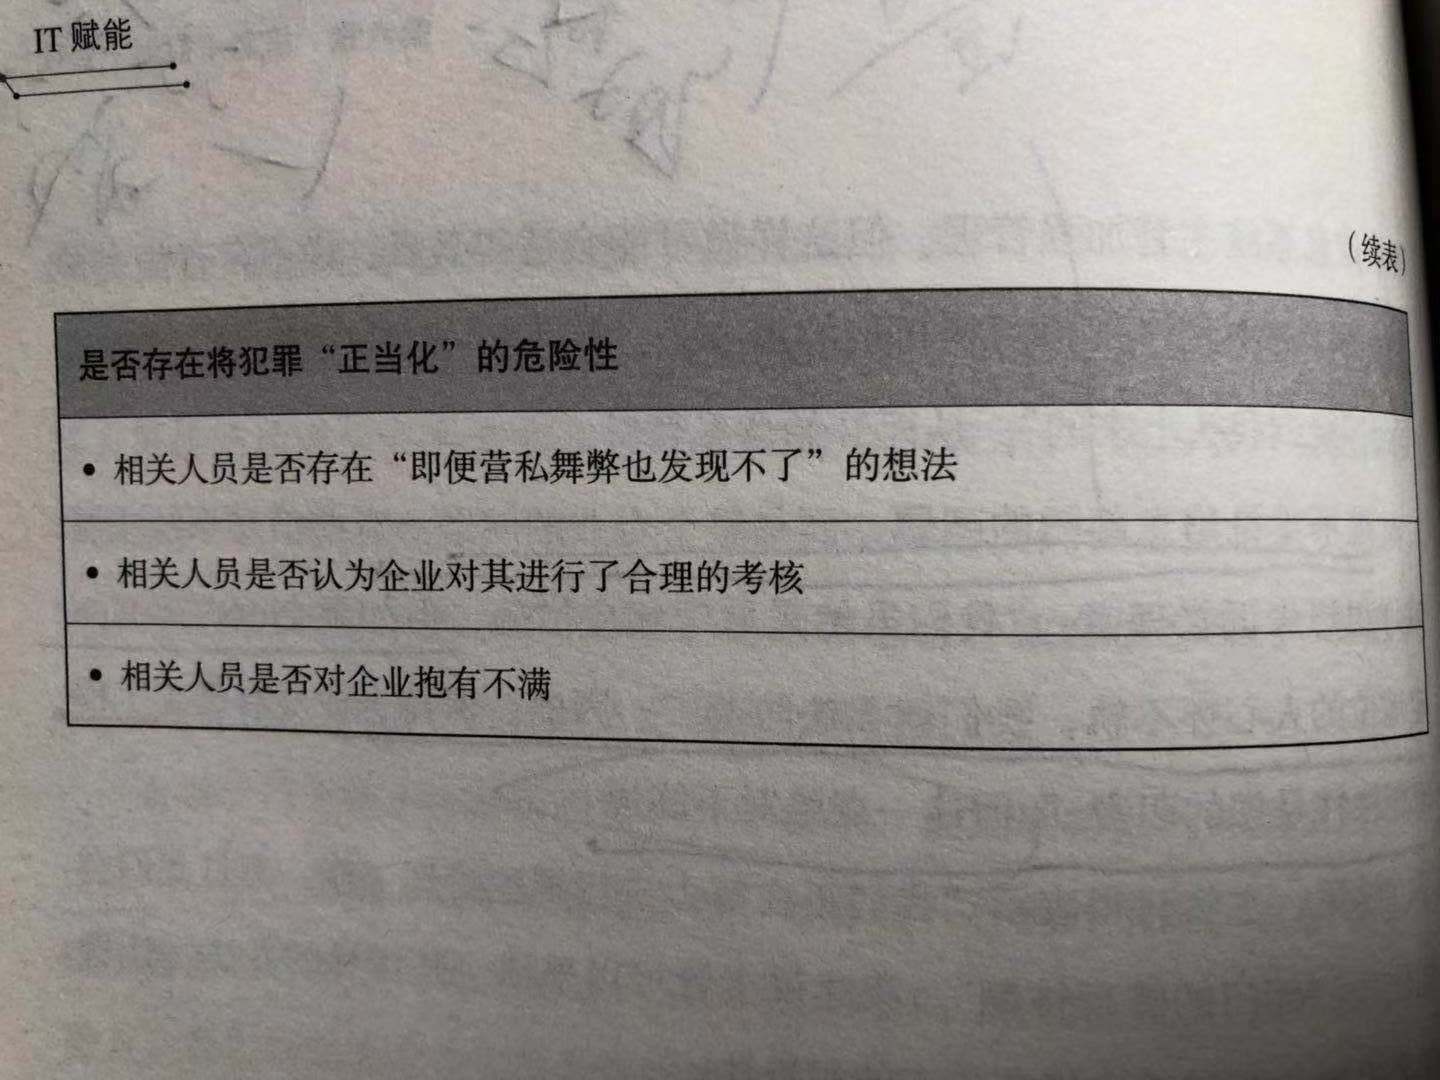 IT 赋能
（续表）
是否存在将犯罪“正当化”的危险性
• 相关人员是否存在“即便营私舞弊也发现不了”的想法
• 相关人员是否认为企业对其进行了合理的考核
• 相关人员是否对企业抱有不满